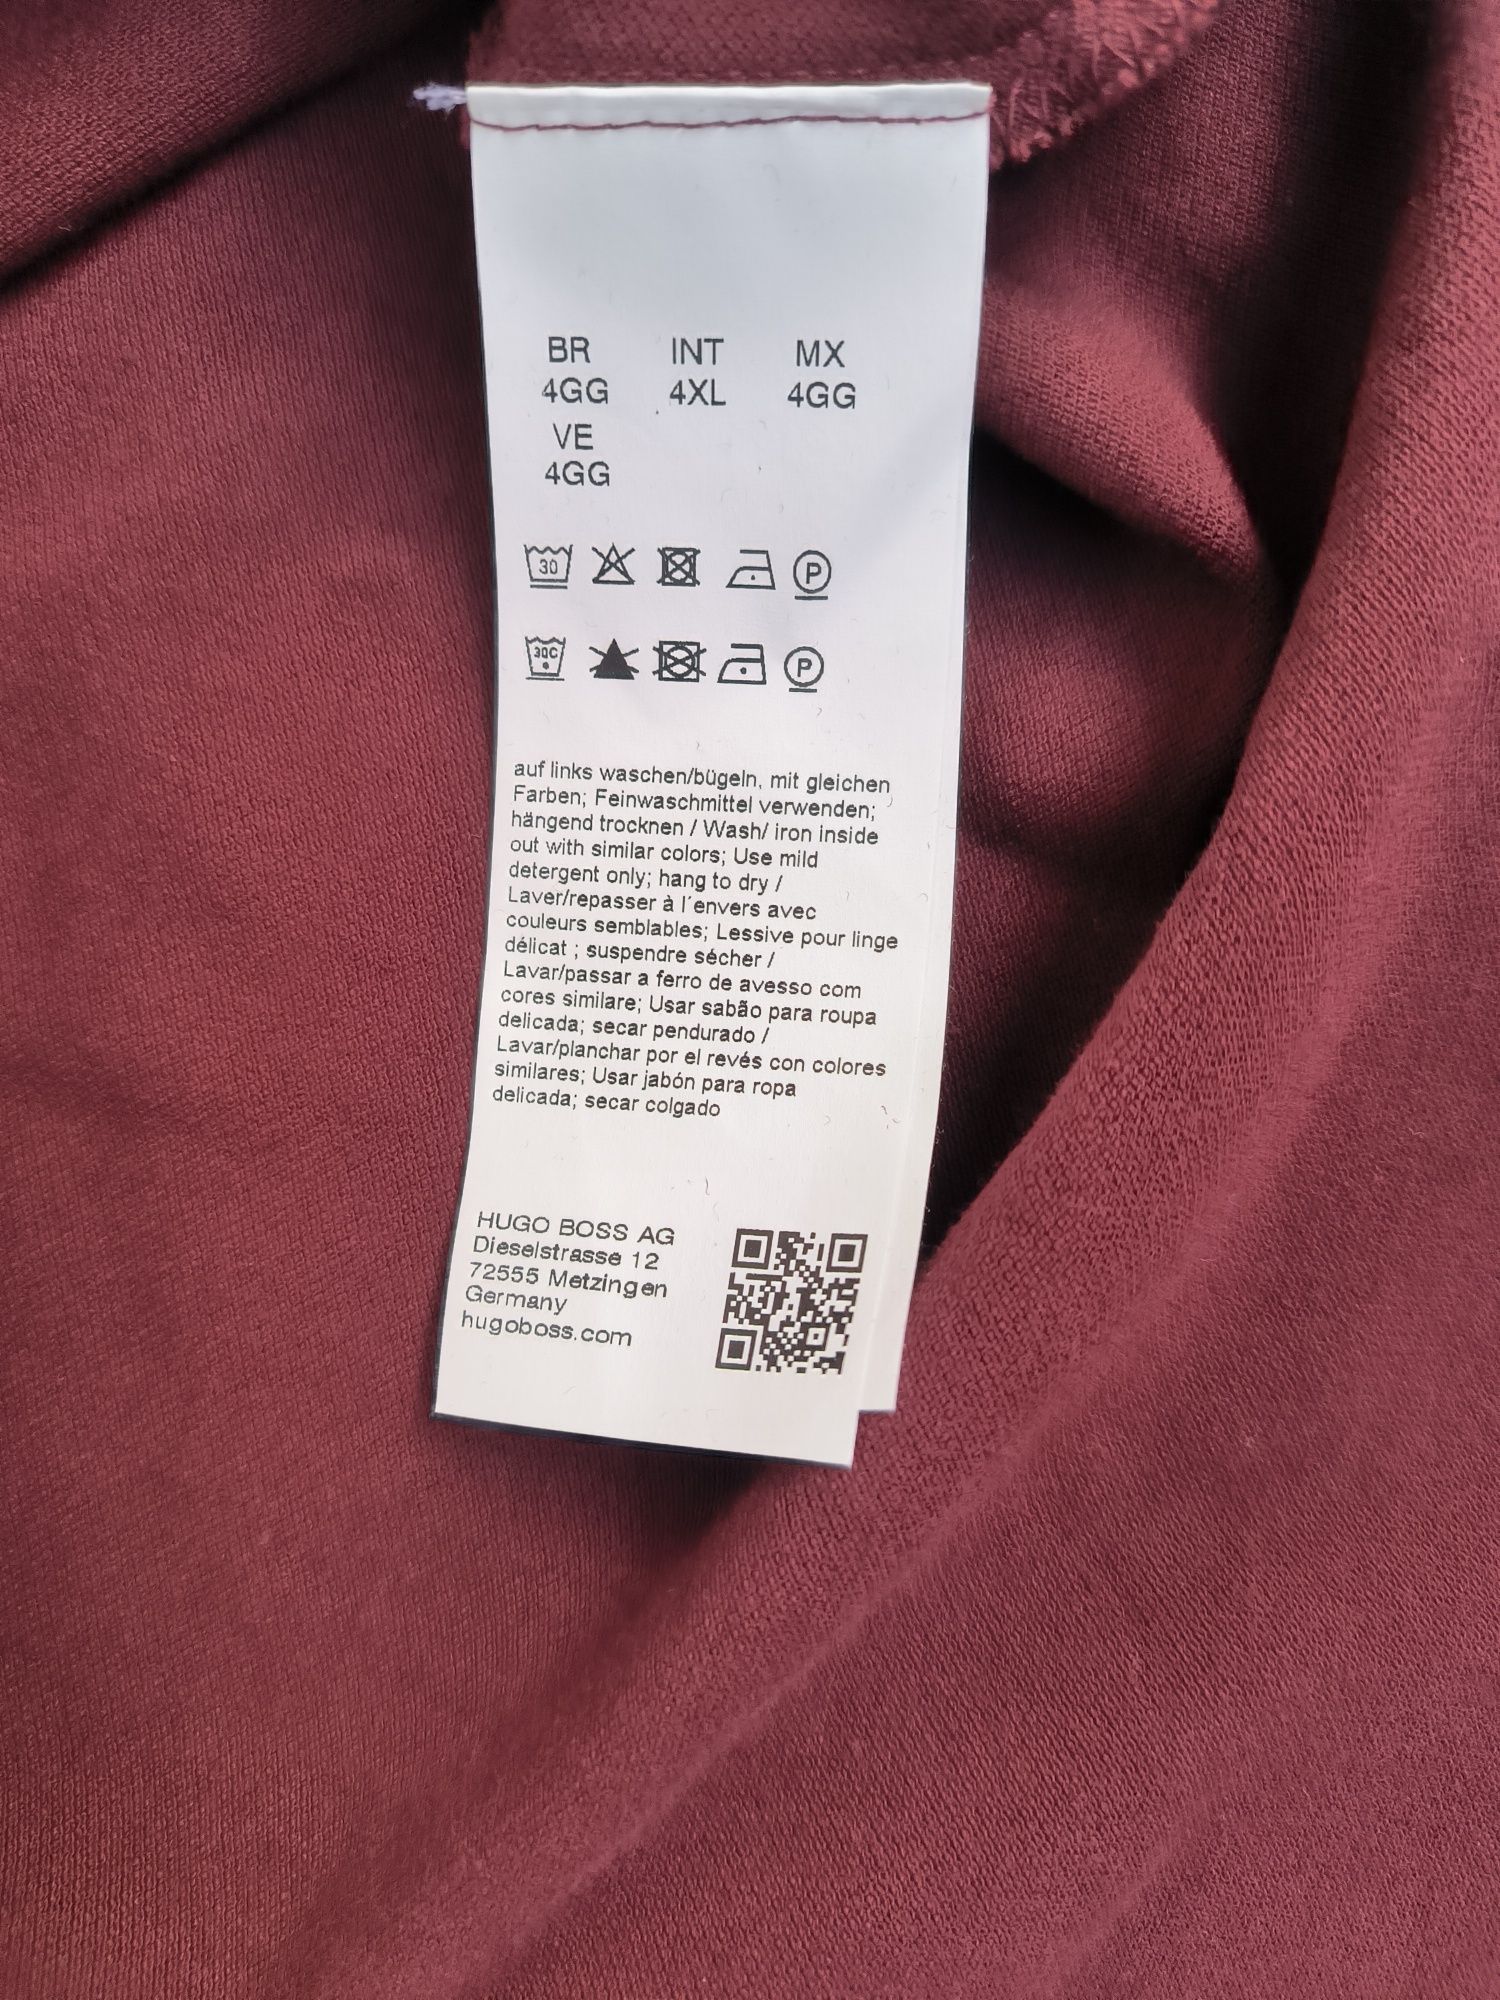 BR INT MX
4GG 4XL 4GG
VE
4GG
30 P
30C P
auf links waschen/bügeln, mit gleichen
Farben; Feinwaschmittel verwenden;
hängend trocknen / Wash/ iron inside
out with similar colors; Use mild
detergent only; hang to dry /
Laver/repasser à l´envers avec
couleurs semblables; Lessive pour linge
délicat ; suspendre sécher /
Lavar/passar a ferro de avesso com
cores similare; Usar sabão para roupa
delicada; secar pendurado /
Lavar/planchar por el revés con colores
similares; Usar jabón para ropa
delicada; secar colgado
HUGO BOSS AG
Dieselstrasse 12
72555 Metzingen
Germany
hugoboss.com